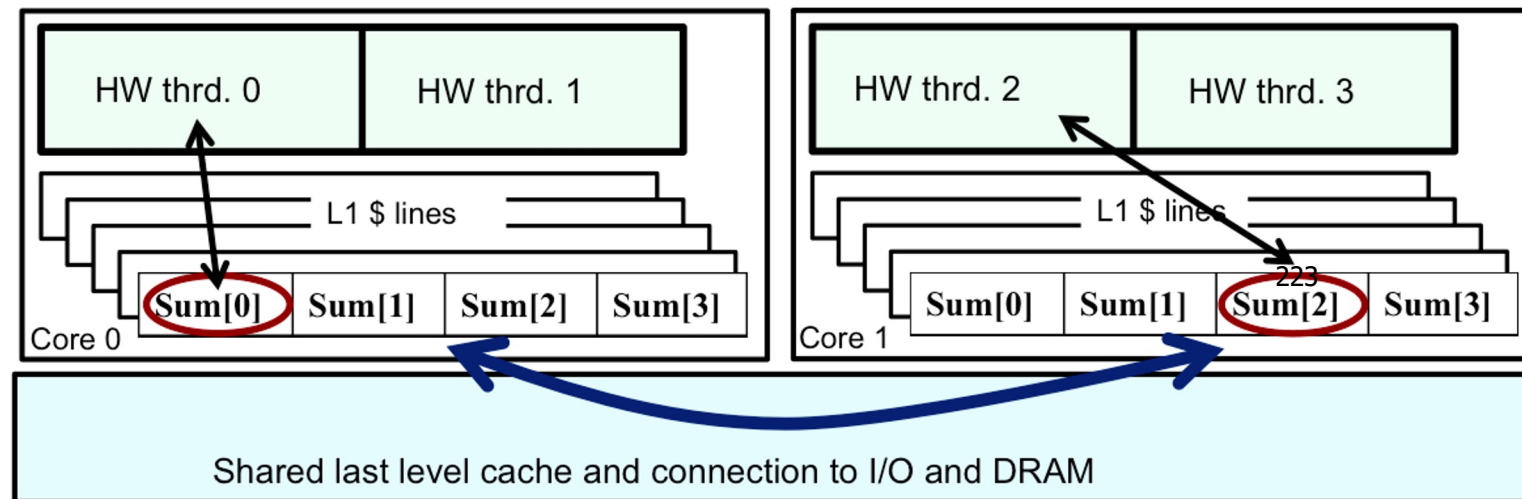 HW thrd. 0
HW thrd. 1
HW thrd. 2
HW thrd. 3
L1 $ lines
L1 $ lines
223
Sum[0]
Sum[1]
Sum[2]
Sum[3]
Sum[0]
Sum[1]
Sum[2]
Sum[3]
Core 0
Core 1
Shared last level cache and connection to I/O and DRAM